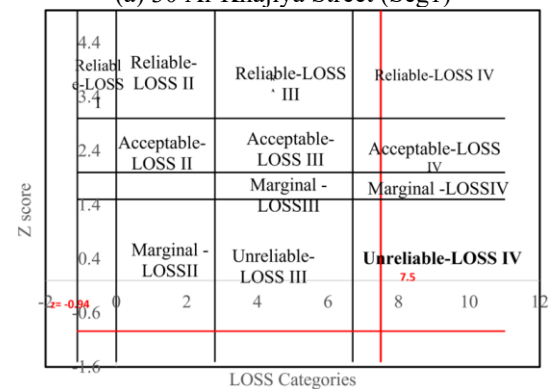 (a) 30 Al-Khajiya Street (Seg1)
4.4
Reliabl
e-LOSS
I
Reliable-
LOSS II
Reliable-LOSS
III
Reliable-LOSS IV
3.4
2.4
Acceptable-
LOSS II
Acceptable-
LOSS III
Acceptable-LOSS
IV
Marginal -
LOSSIII
Marginal -LOSSIV
1.4
Z score
0.4
Marginal -
LOSSII
Unreliable-
LOSS III
Unreliable-LOSS IV
7.5
-2
z= -0.94
0
2
4
6
8
10
12
-0.6
-1.6
LOSS Categories